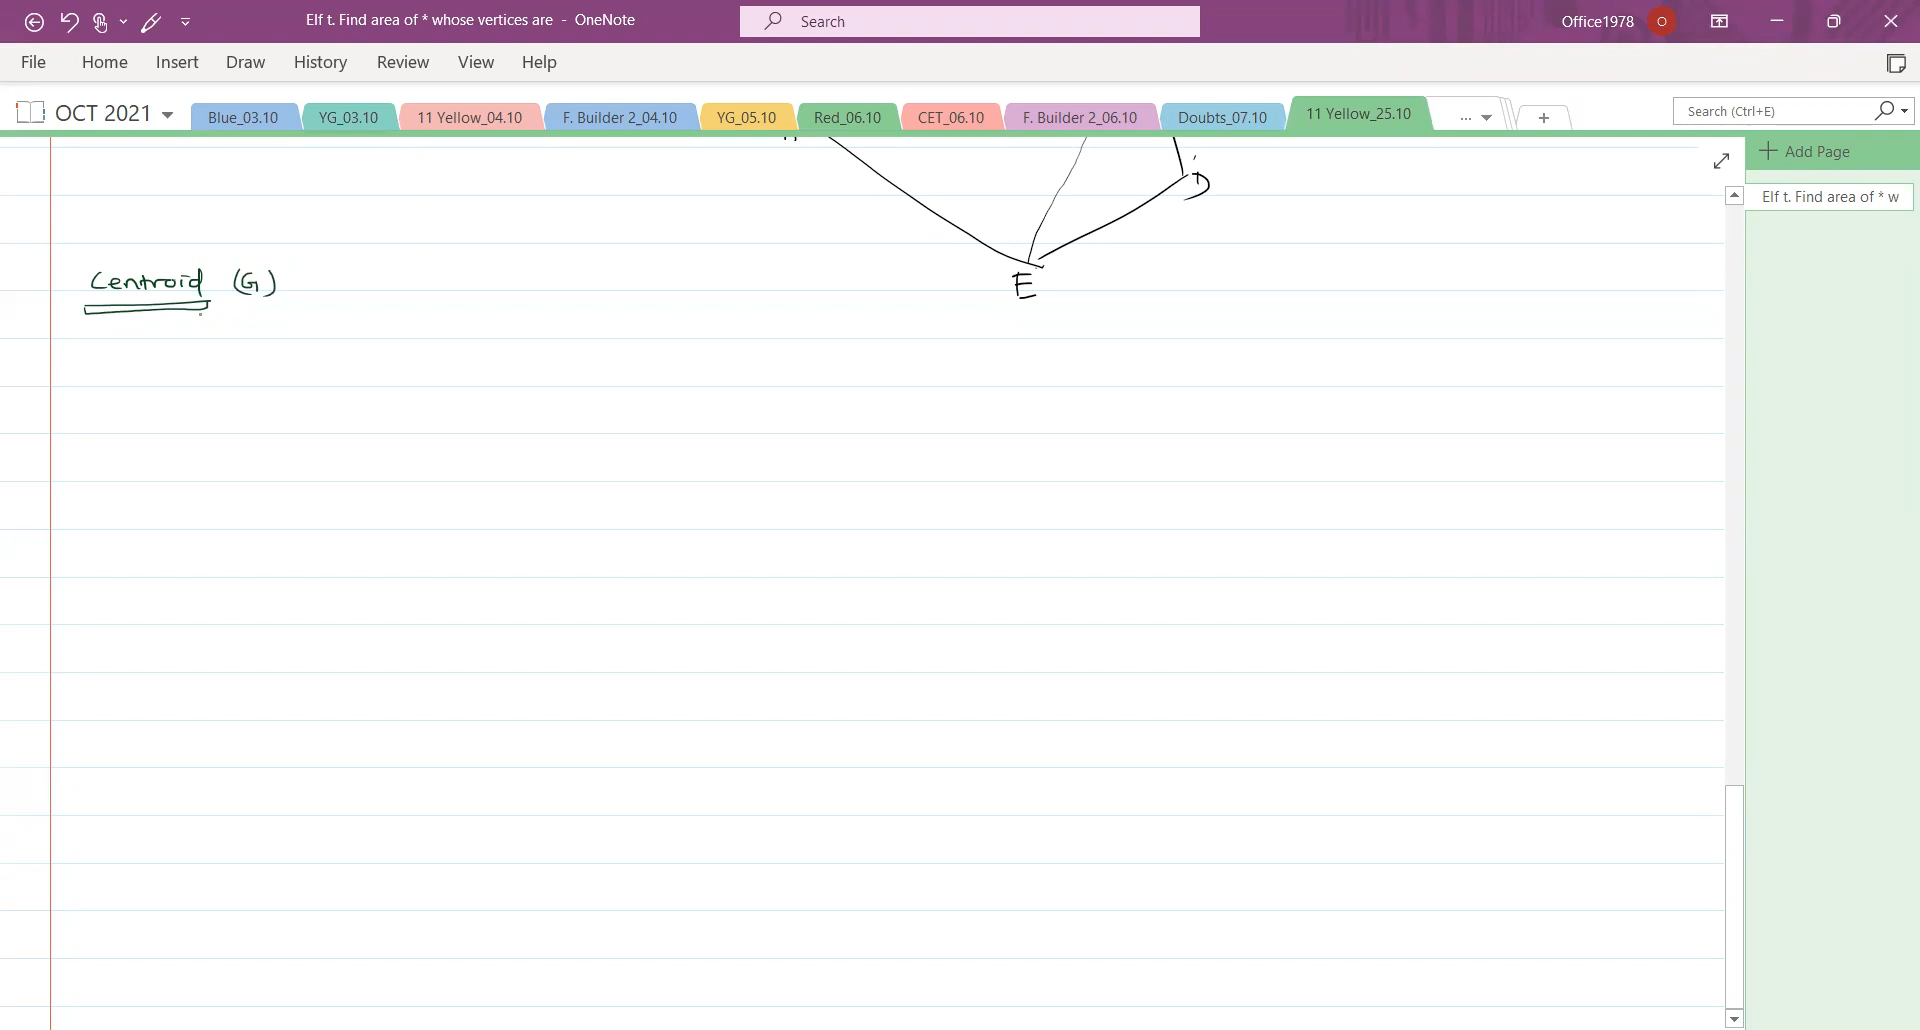 Elf t. Find area of * whose vertices are - OneNote
Search
Office1978
O
File Home Insert Draw History Review View Help
OCT 2021
Blue_03.10
YG_03.10
11 Yellow_04.10
F. Builder 2_04.10
YG_05.10
Red_06.10
CET_06.10
F. Builder 2_06.10
Doubts_07.10
11 Yellow_25.10
...
+
Search (Ctrl+E)
Add Page
Elf t. Find area of * w
D
E
Centroid (G)